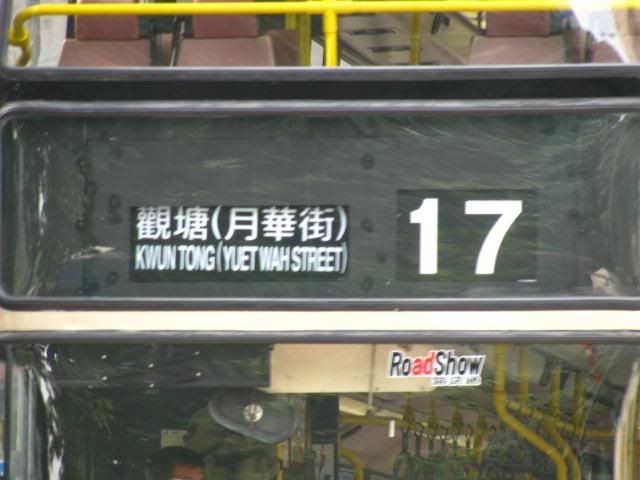 觀塘(月華街)
KWUN TONG (YUET WAH STREET)
17
RoadShow